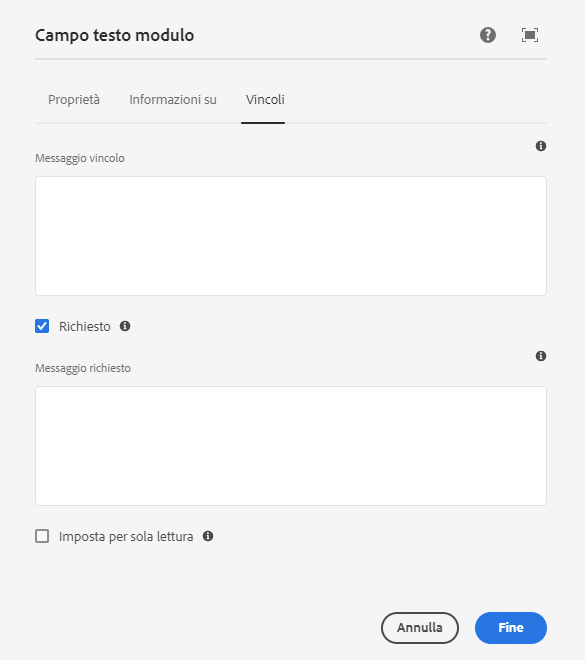 Campo testo modulo
Proprietà Informazioni su Vincoli
Messaggio vincolo
Richiesto
Messaggio richiesto
Imposta per sola lettura
Annulla Fine